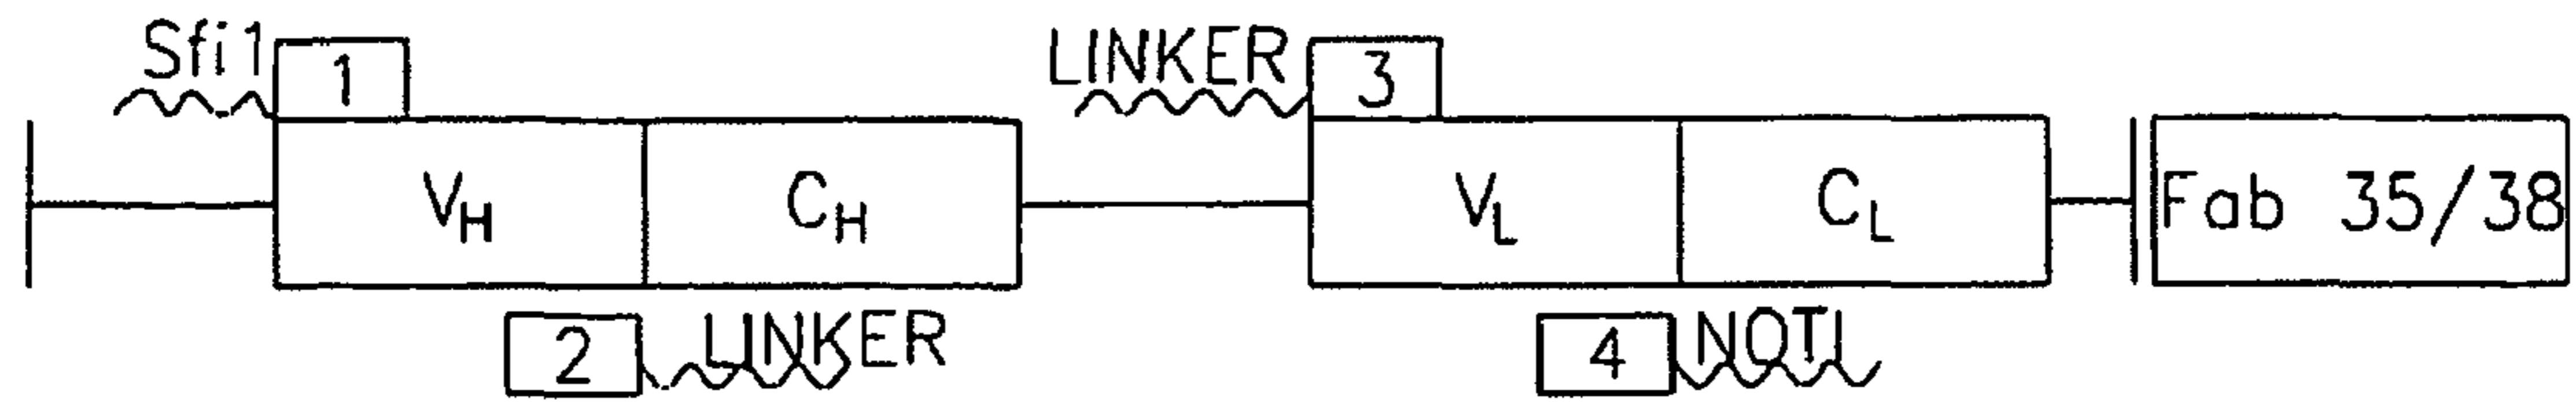 Sfi1 1 LINKER 3
VH CH VL CL Fab 35/38
2 LINKER 4 NOTI